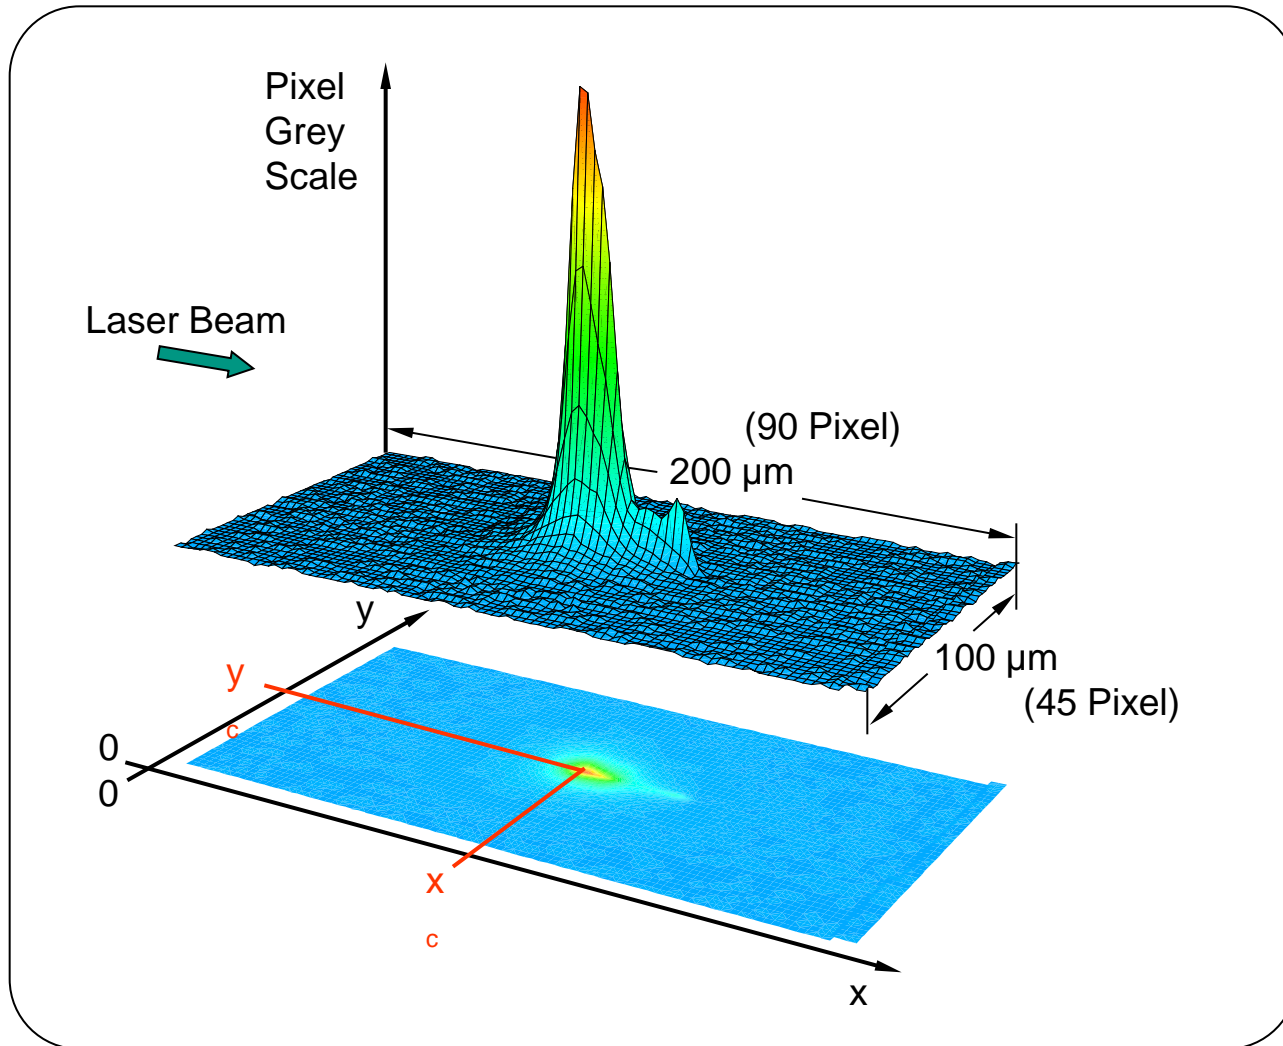 Pixel
Grey
Scale
Laser Beam
(90 Pixel)
200 µm
y
100 µm
(45 Pixel)
y
c
0
0
x
c
x